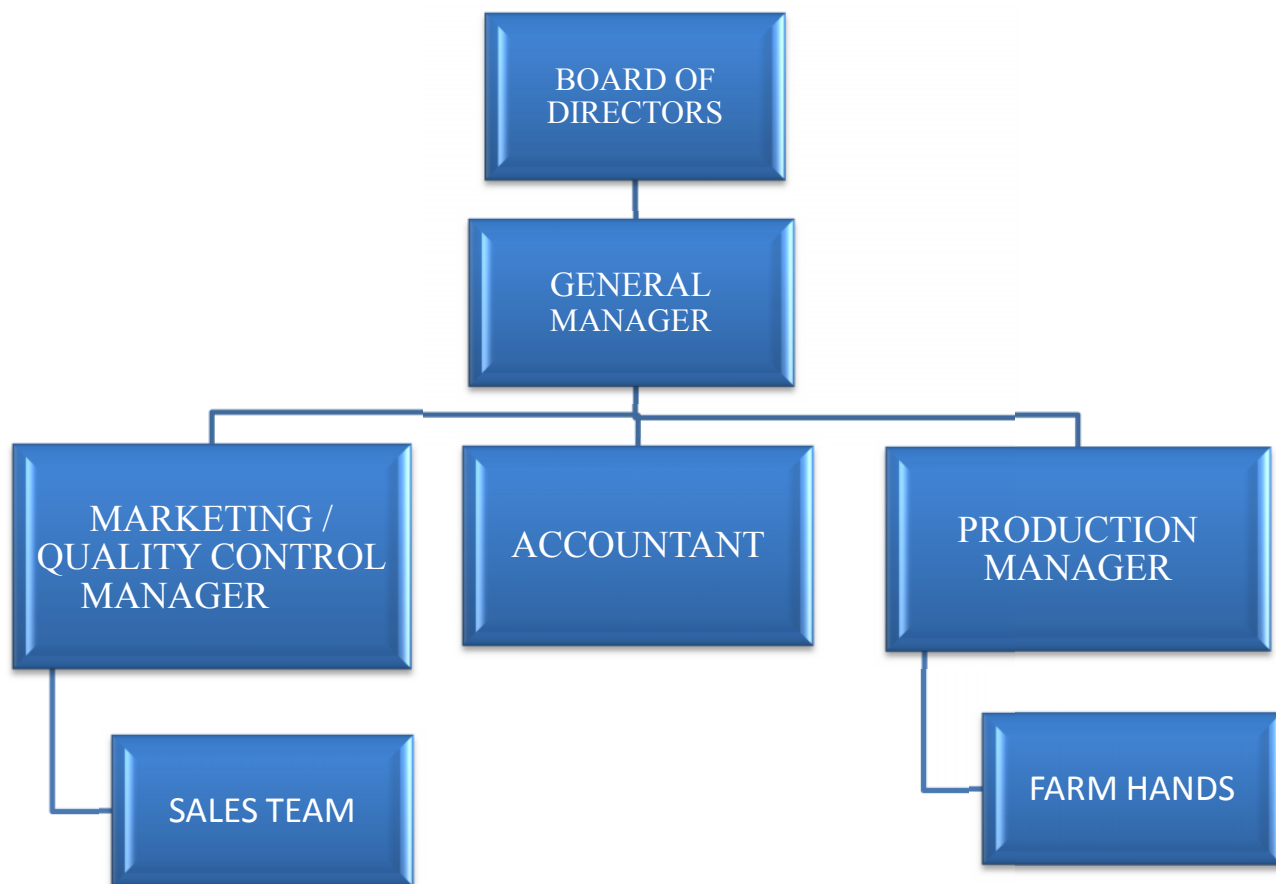 BOARD OF
DIRECTORS
GENERAL
MANAGER
MARKETING /
QUALITY CONTROL
MANAGER
ACCOUNTANT
PRODUCTION
MANAGER
SALES TEAM
FARM HANDS